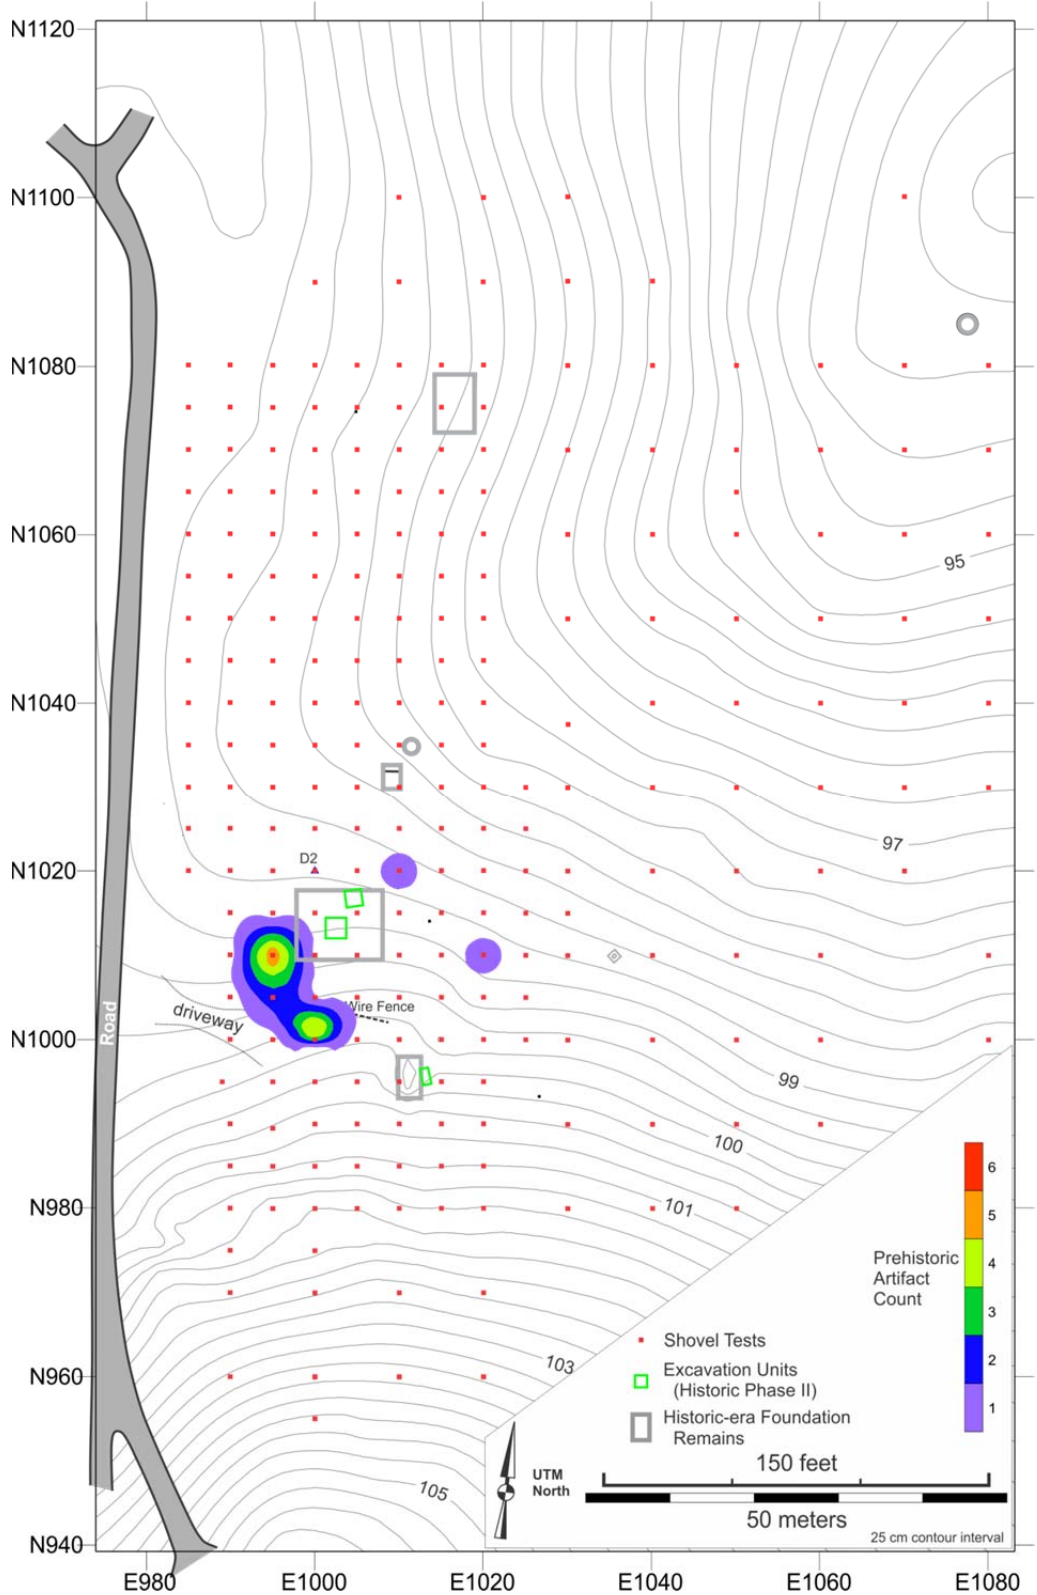 N1120
N1100
N1080
95
N1060
N1040
97
D2
N1020
Wire Fence
driveway
Road
N1000
99
100
6
101
N980
5
Prehistoric
Artifact
Count
4
3
Shovel Tests
2
103
Excavation Units
(Historic Phase II)
N960
1
Historic-era Foundation
Remains
150 feet
UTM
North
105
50 meters
25 cm contour interval
N940
E980 E1000 E1020 E1040 E1060 E1080